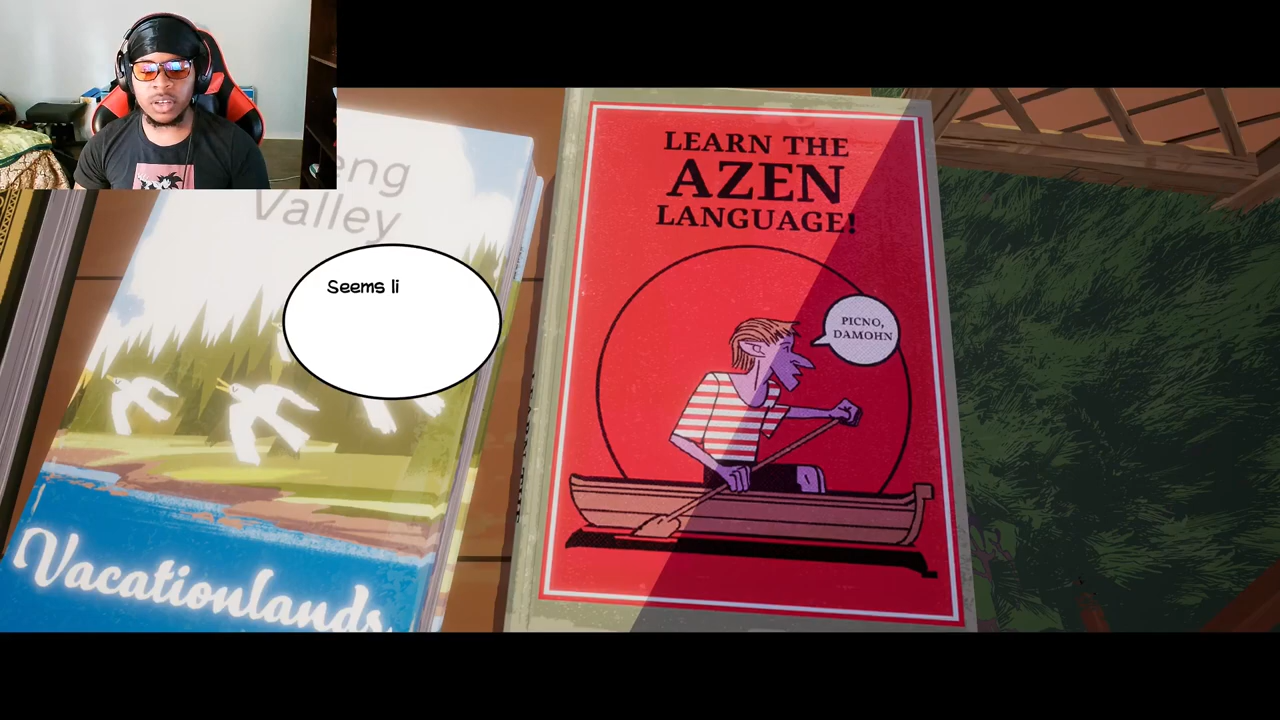 eng
Valley
Seems li
Vacationlands
LEARN THE
AZEN
LANGUAGE!
PICNO,
DAMOHN